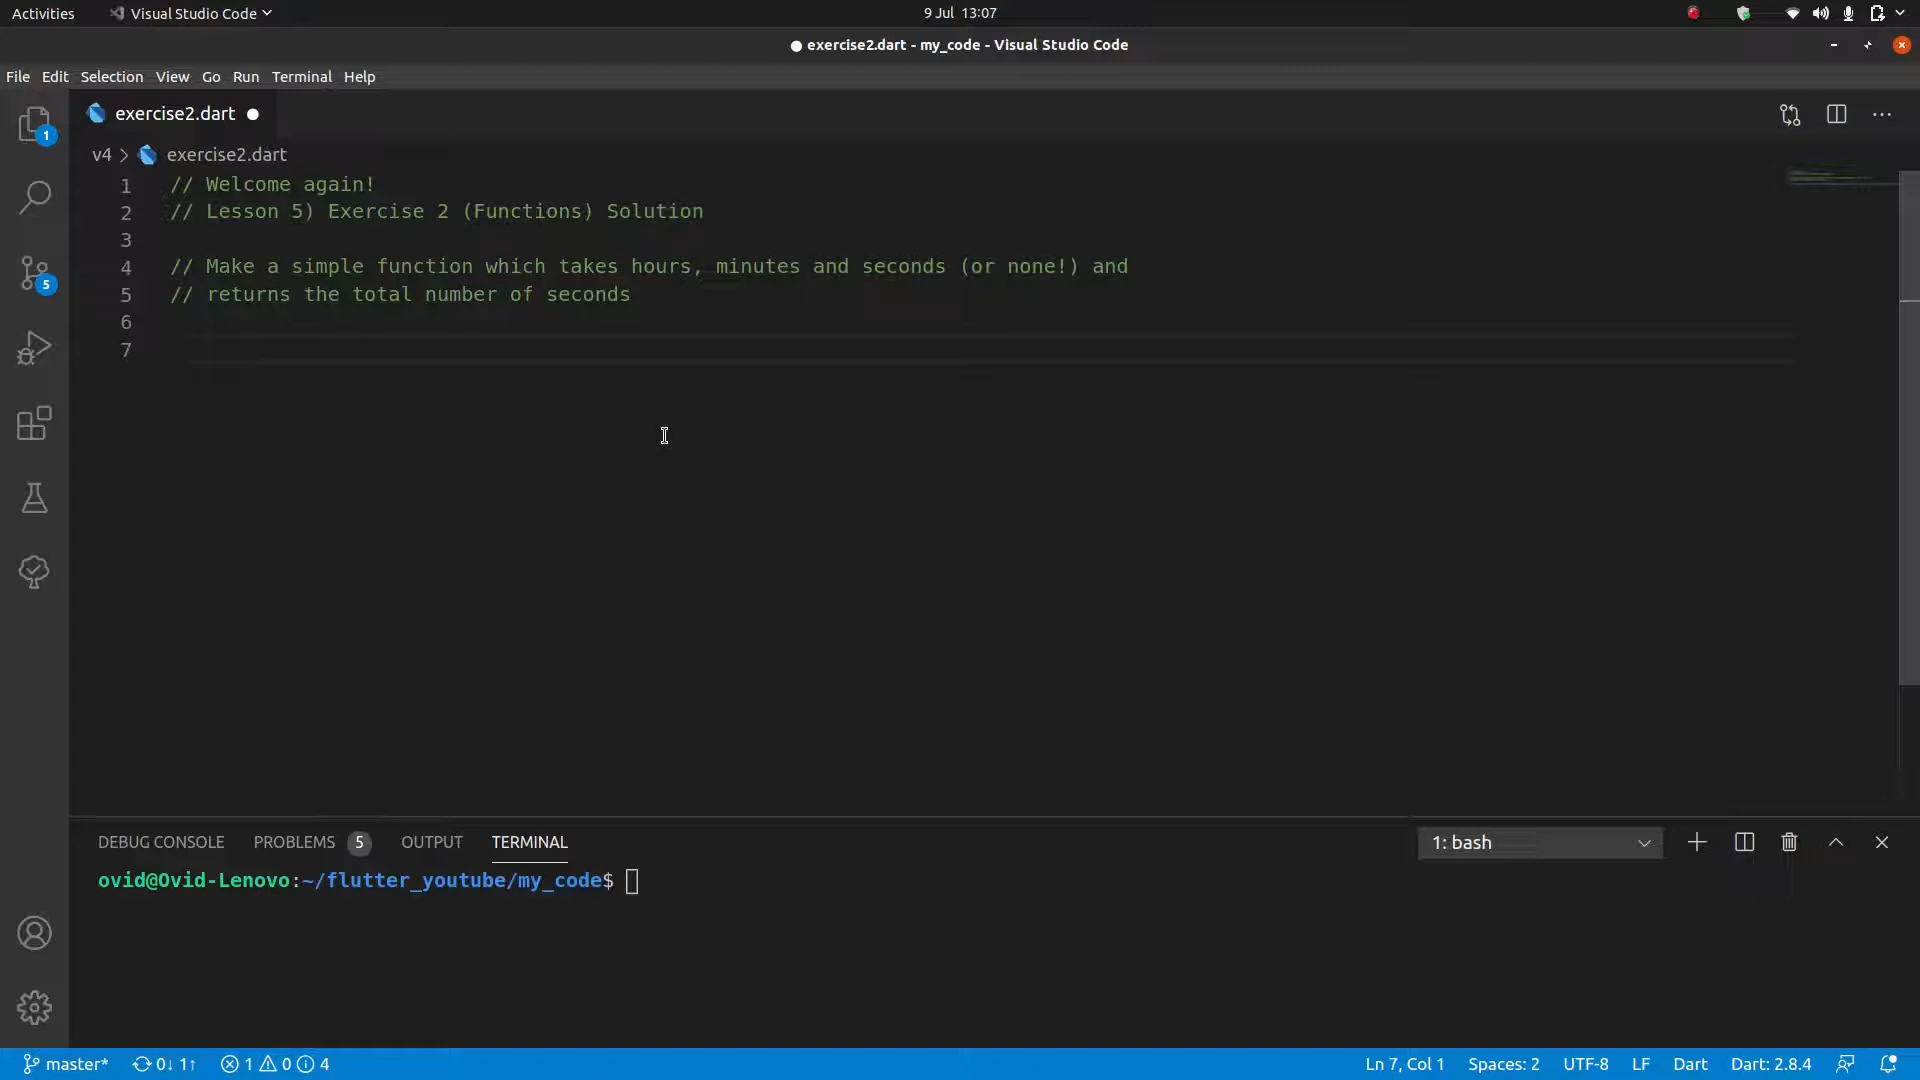 Activities Visual Studio Code 9 Jul 13:07
● exercise2.dart - my_code - Visual Studio Code
File Edit Selection View Go Run Terminal Help
1 exercise2.dart
v4 > exercise2.dart
1 // Welcome again!
2 // Lesson 5) Exercise 2 (Functions) Solution
3
4 // Make a simple function which takes hours, minutes and seconds (or none!) and
5 // returns the total number of seconds
6
7
5
DEBUG CONSOLE PROBLEMS 5 OUTPUT TERMINAL 1: bash
ovid@Ovid-Lenovo:~/flutter_youtube/my_code$
master* 0↓ 1↑ 1 0 4 Ln 7, Col 1 Spaces: 2 UTF-8 LF Dart Dart: 2.8.4